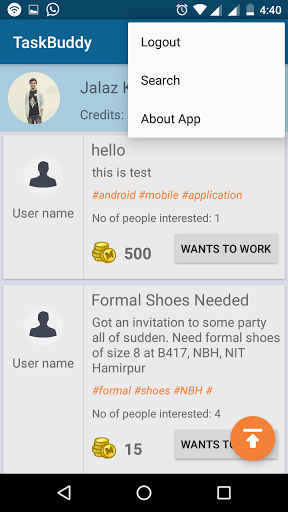 4:40
TaskBuddy
Logout
Search
About App
Jalaz K
Credits:
hello
this is test
#android #mobile #application
No of people interested: 1
User name
500
WANTS TO WORK
Formal Shoes Needed
Got an invitation to some party
all of sudden. Need formal shoes
of size 8 at B417, NBH, NIT
Hamirpur
#formal #shoes #NBH #
No of people interested: 4
User name
15
WANTS TO